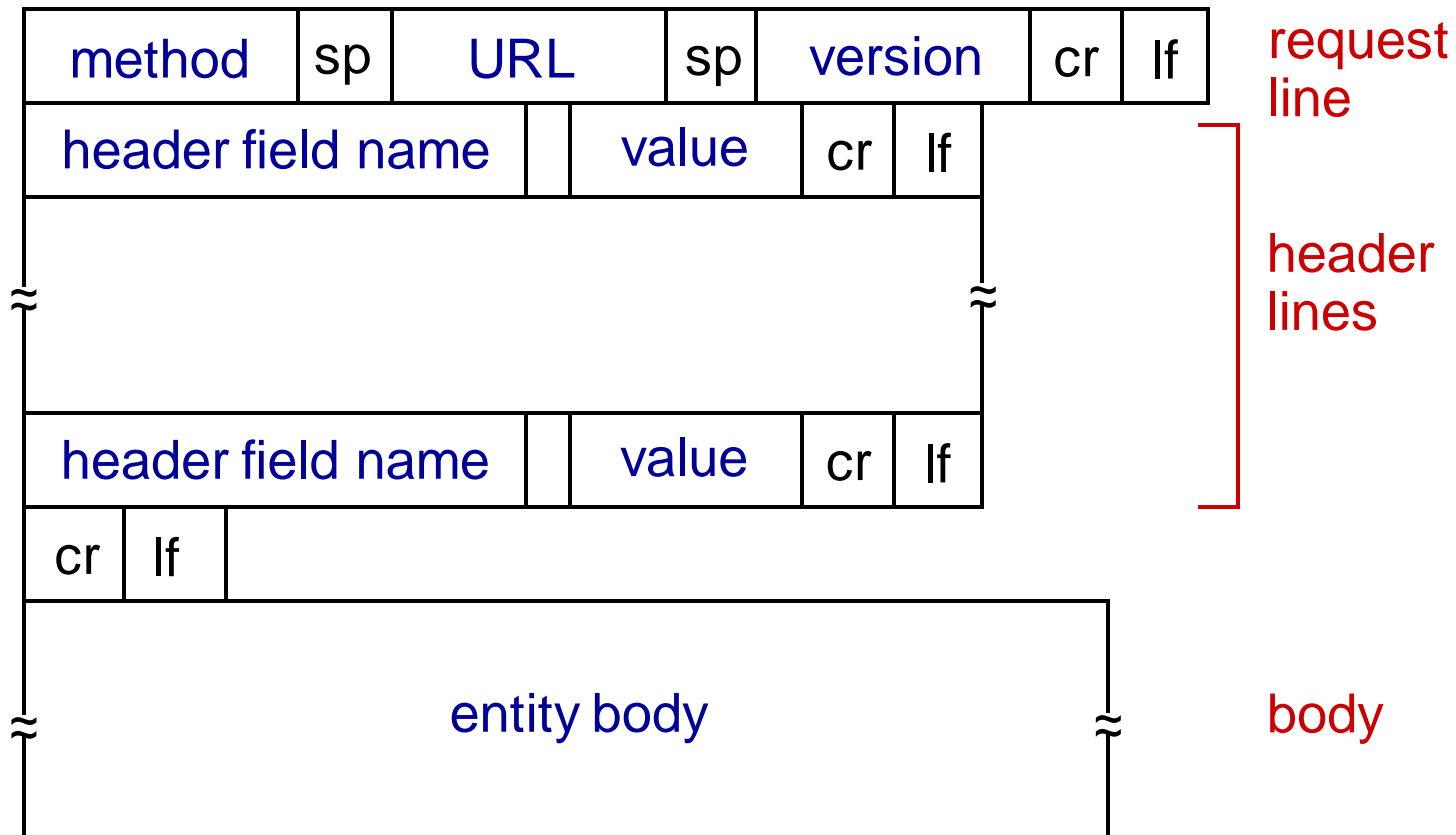 method sp URL sp version cr lf request
line
header field name value cr lf
≈ ≈ header
lines
header field name value cr lf
cr lf
≈ entity body ≈ body